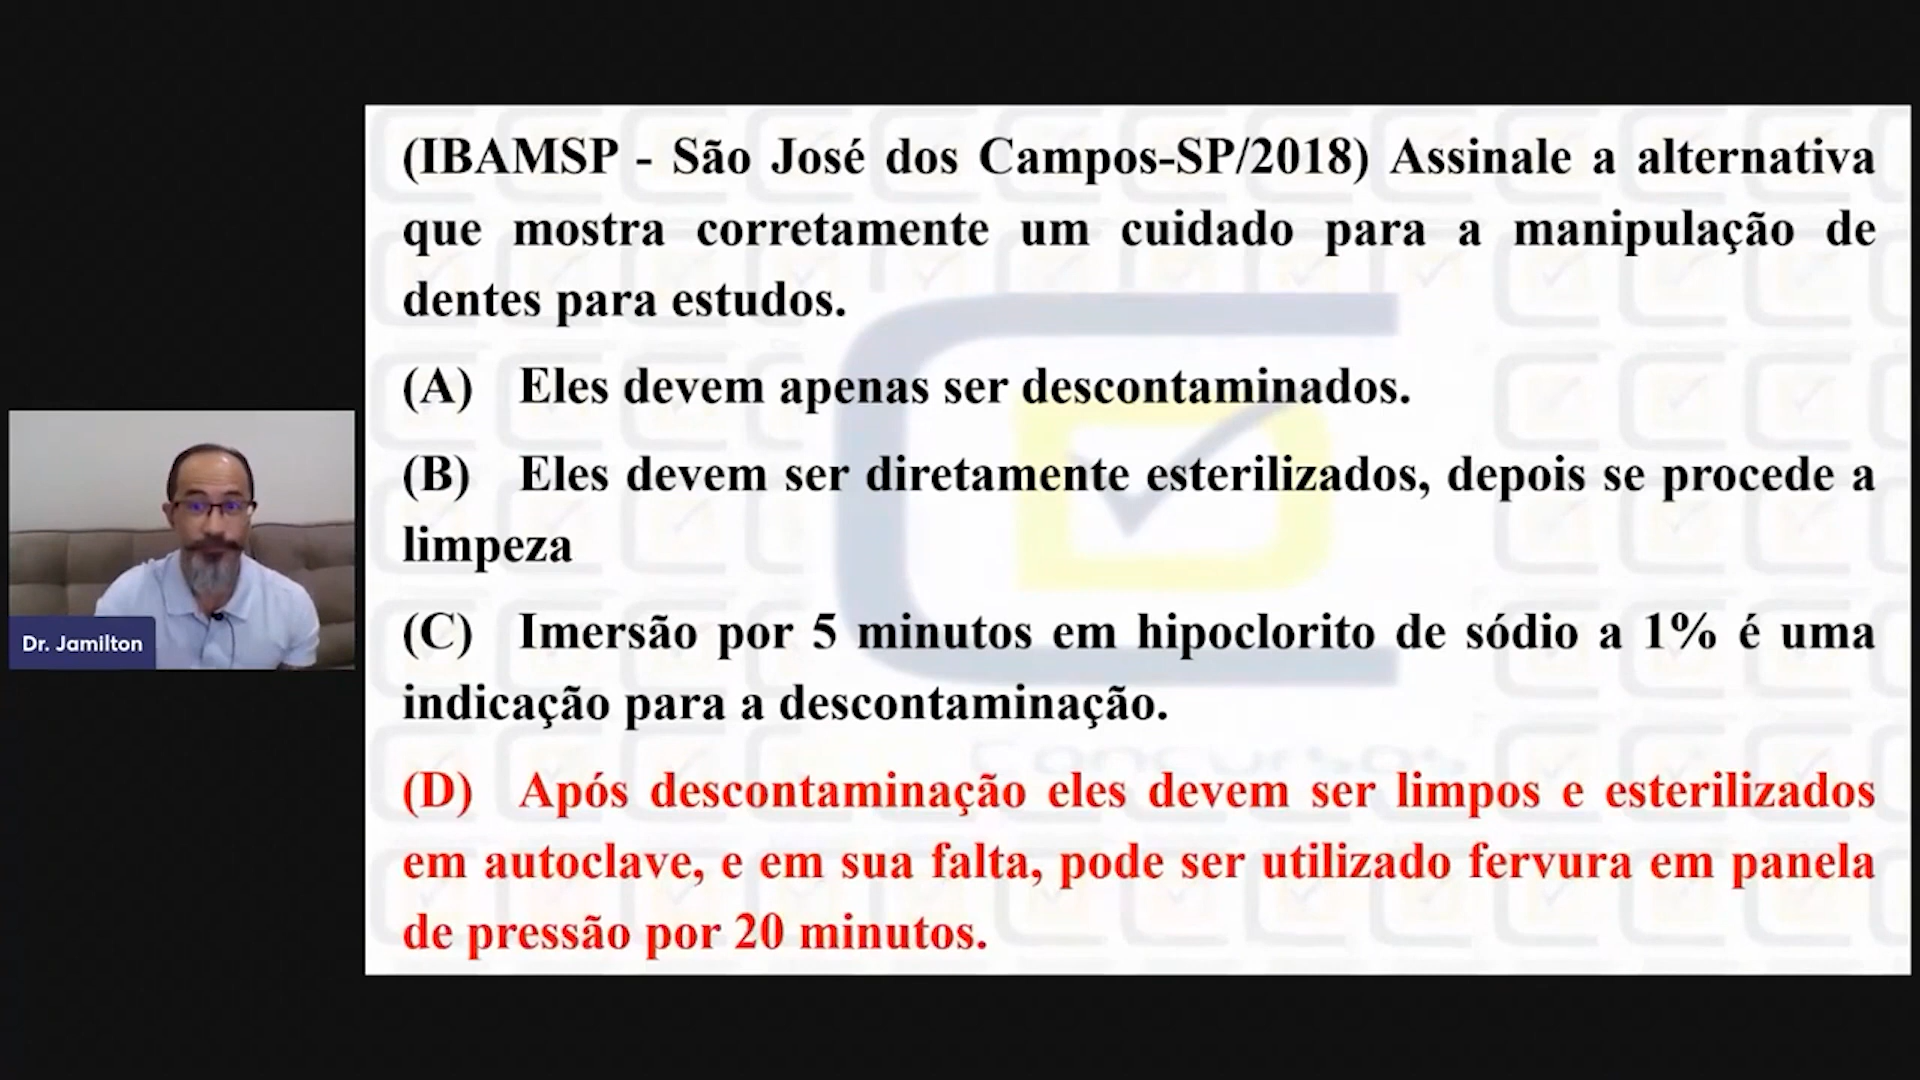 (IBAMSP - São José dos Campos-SP/2018) Assinale a alternativa
que mostra corretamente um cuidado para a manipulação de
dentes para estudos.
(A) Eles devem apenas ser descontaminados.
(B) Eles devem ser diretamente esterilizados, depois se procede a
limpeza
(C) Imersão por 5 minutos em hipoclorito de sódio a 1% é uma
indicação para a descontaminação.
Concursos
(D) Após descontaminação eles devem ser limpos e esterilizados
em autoclave, e em sua falta, pode ser utilizado fervura em panela
de pressão por 20 minutos.
Dr. Jamilton